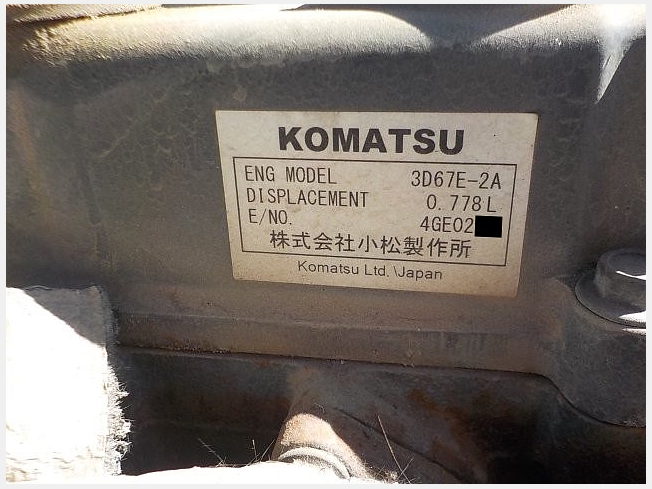 KOMATSU
ENG MODEL 3D67E-2A
DISPLACEMENT 0.778L
E/NO. 4GE02
株式会社小松製作所
Komatsu Ltd. \Japan